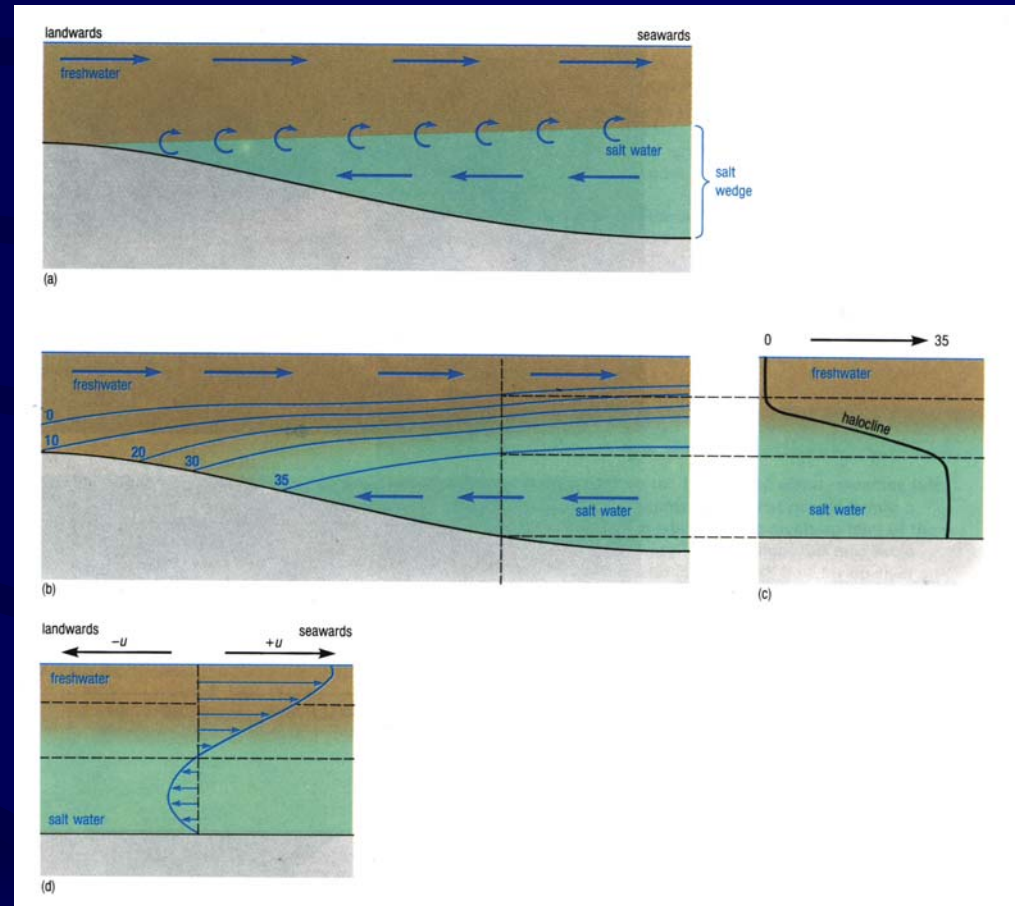 landwards
seawards
freshwater
salt water
salt
wedge
(a)
0
35
freshwater
freshwater
halocline
0
10
20
30
35
salt water
salt water
(b)
(c)
landwards
seawards
−u
+u
freshwater
salt water
(d)